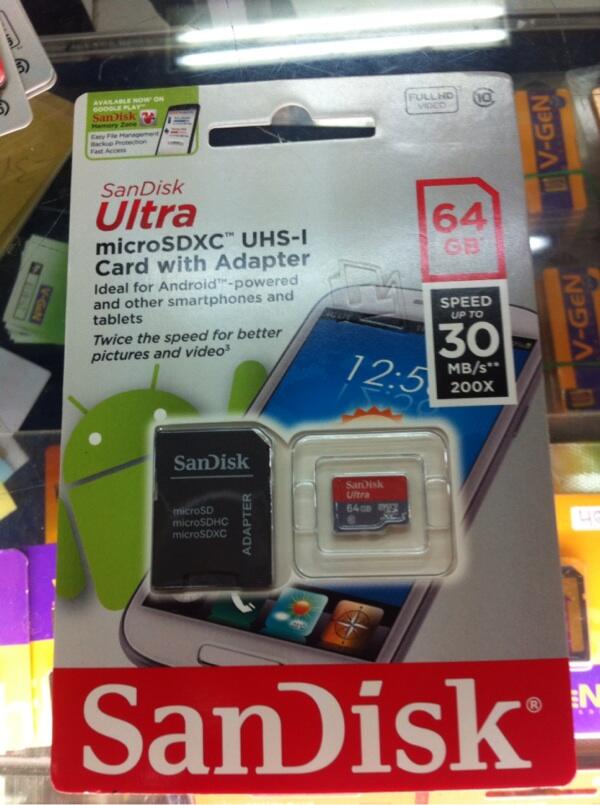 AVAILABLE NOW* ON
GOOGLE PLAY™
SanDisk
Memory Zone
Easy File Management
Backup Protection
Fast Access
FULL HD
VIDEO
10
SanDisk
Ultra
microSDXC™ UHS-I
Card with Adapter
Ideal for Android™-powered
and other smartphones and
tablets
Twice the speed for better
pictures and video³
64
GB*
SPEED
UP TO
30
MB/s**
200X
12:5
SanDisk
microSD
microSDHC
microSDXC
ADAPTER
SanDisk
Ultra
64 GB
SanDisk®
V-GeN
V-GeN